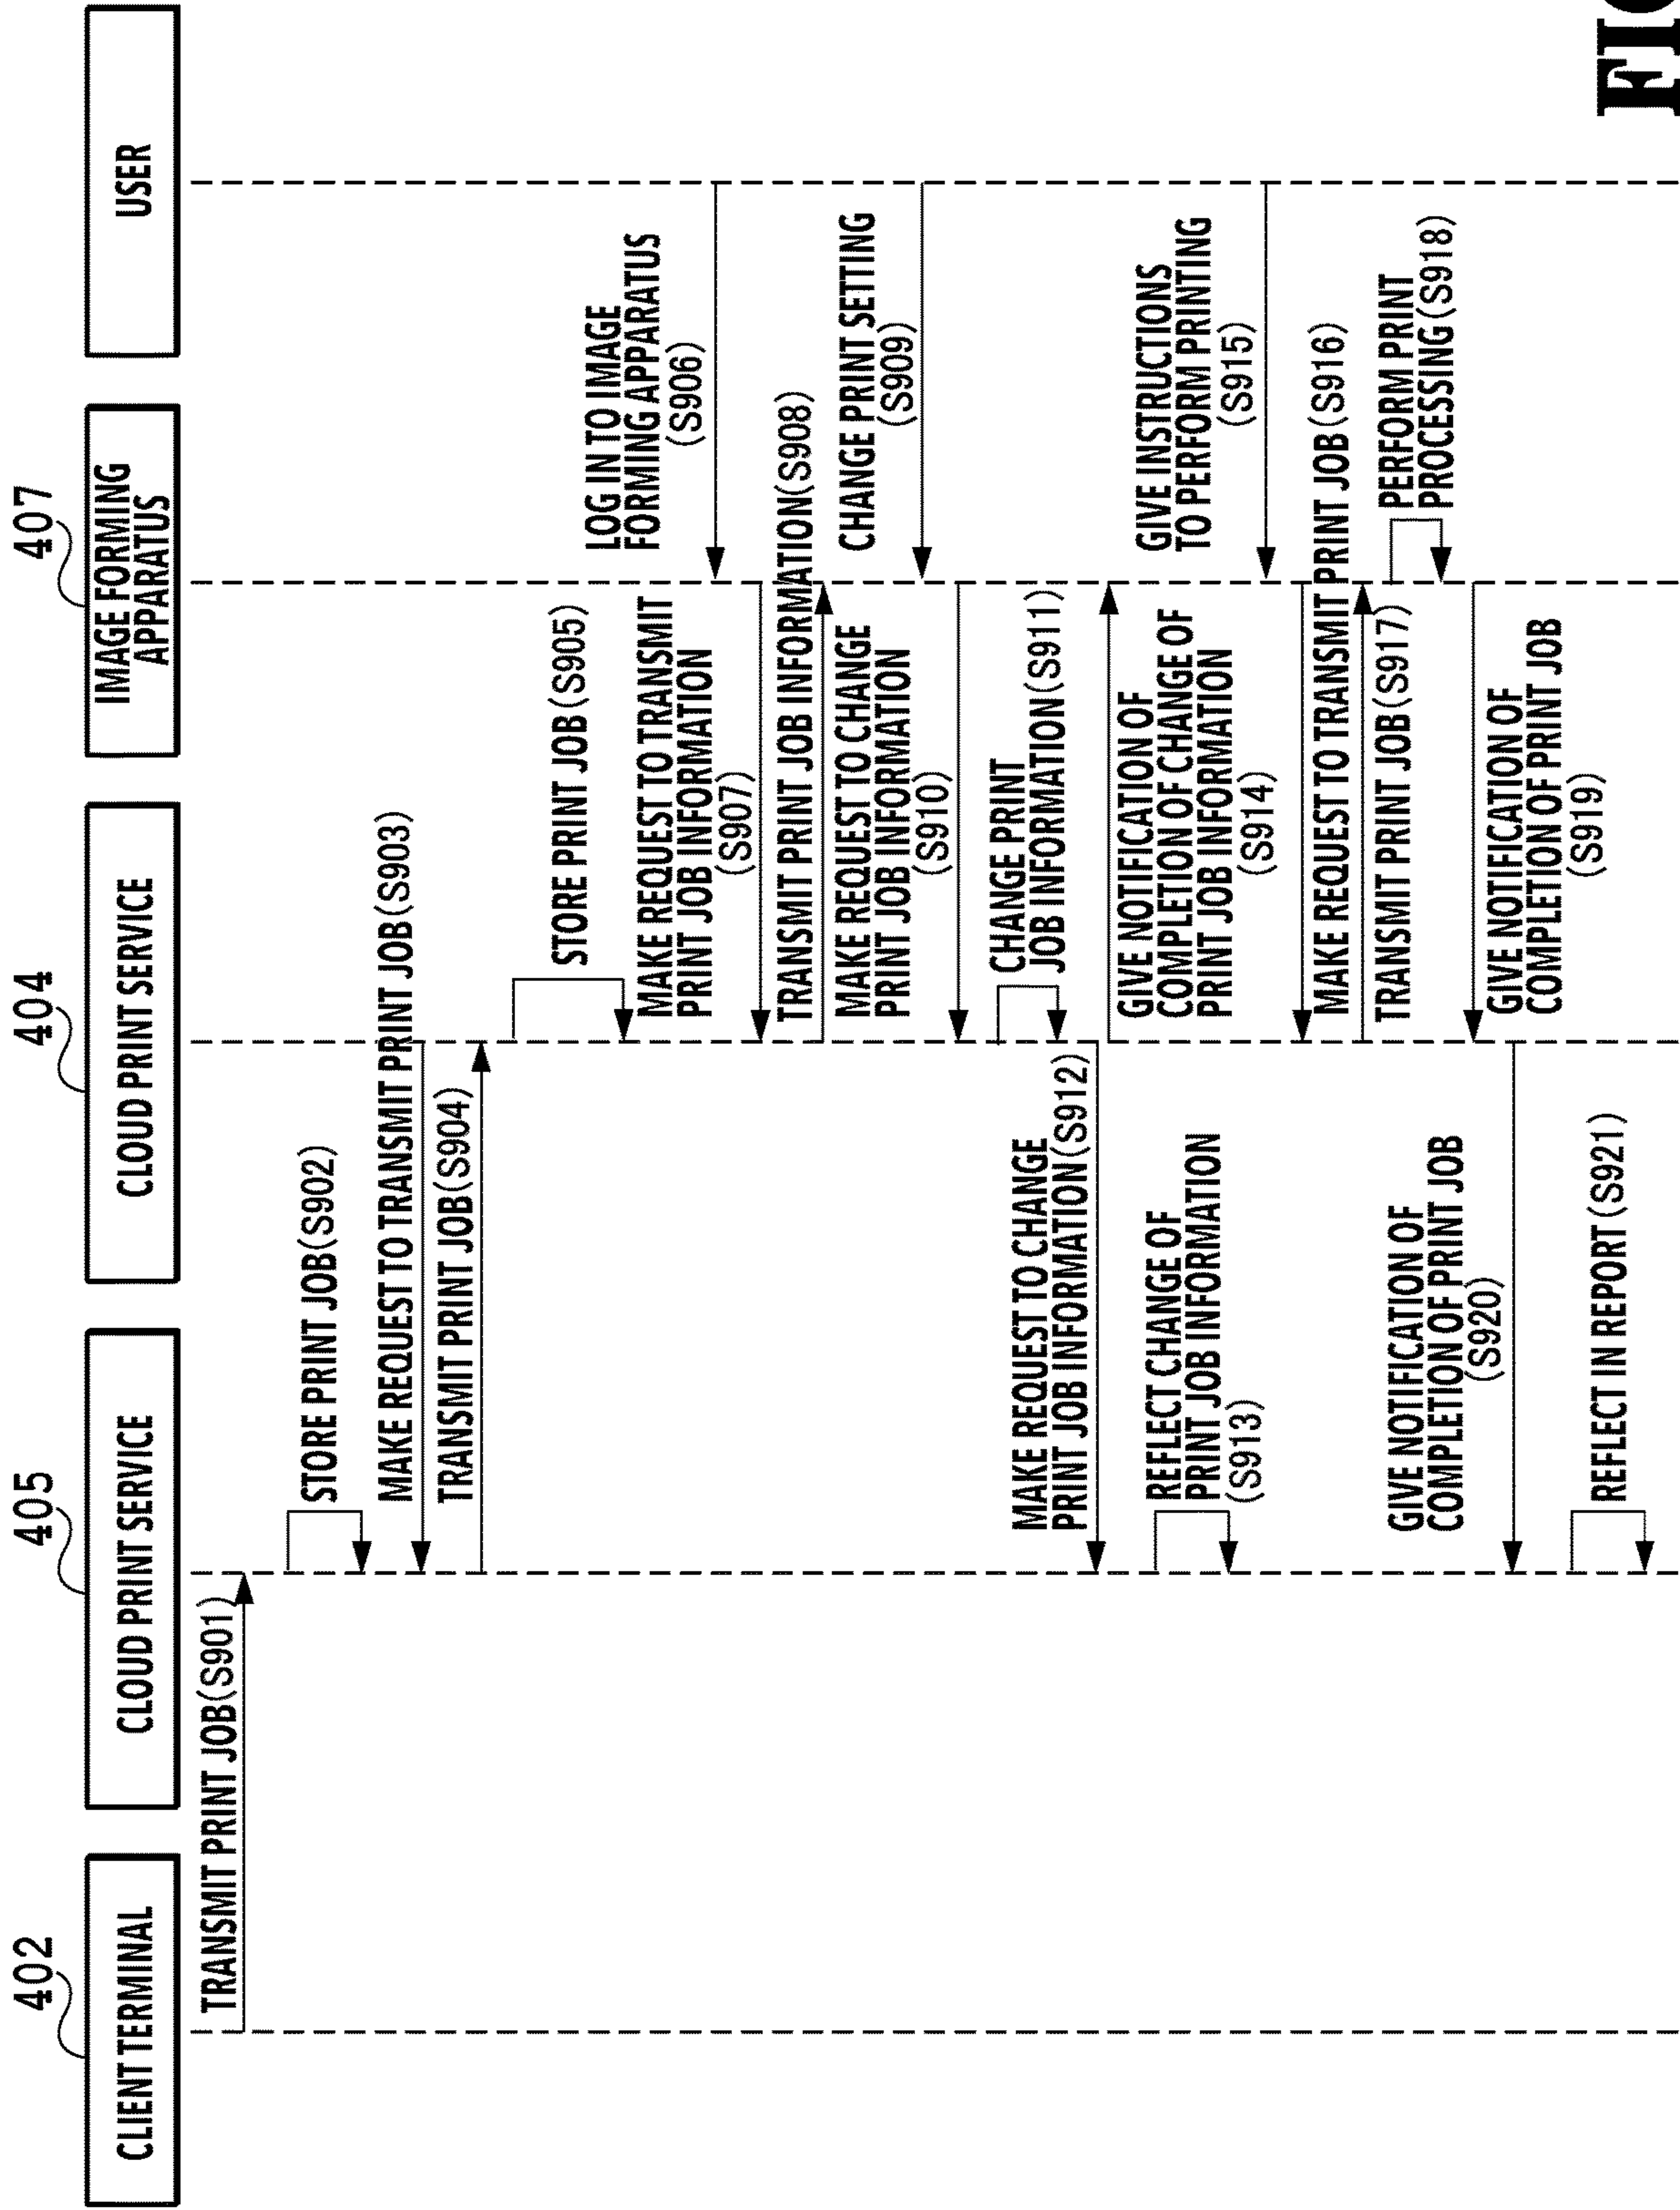 402
405
404
407
CLIENT TERMINAL
CLOUD PRINT SERVICE
CLOUD PRINT SERVICE
IMAGE FORMING
APPARATUS
USER
TRANSMIT PRINT JOB(S901)
STORE PRINT JOB(S902)
MAKE REQUEST TO TRANSMIT PRINT JOB(S903)
TRANSMIT PRINT JOB(S904)
STORE PRINT JOB(S905)
LOG IN TO IMAGE
FORMING APPARATUS
(S906)
MAKE REQUEST TO TRANSMIT
PRINT JOB INFORMATION
(S907)
TRANSMIT PRINT JOB INFORMATION(S908)
CHANGE PRINT SETTING
(S909)
MAKE REQUEST TO CHANGE
PRINT JOB INFORMATION
(S910)
CHANGE PRINT
JOB INFORMATION(S911)
MAKE REQUEST TO CHANGE
PRINT JOB INFORMATION(S912)
REFLECT CHANGE OF
PRINT JOB INFORMATION
(S913)
GIVE NOTIFICATION OF
COMPLETION OF CHANGE OF
PRINT JOB INFORMATION
(S914)
GIVE INSTRUCTIONS
TO PERFORM PRINTING
(S915)
MAKE REQUEST TO TRANSMIT PRINT JOB(S916)
TRANSMIT PRINT JOB(S917)
PERFORM PRINT
PROCESSING(S918)
GIVE NOTIFICATION OF
COMPLETION OF PRINT JOB
(S919)
GIVE NOTIFICATION OF
COMPLETION OF PRINT JOB
(S920)
REFLECT IN REPORT(S921)